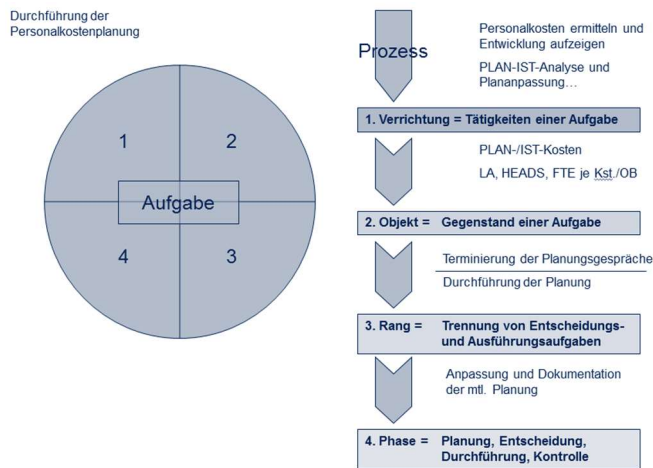 Durchführung der
Personalkostenplanung
1
2
Aufgabe
4
3
Prozess
Personalkosten ermitteln und
Entwicklung aufzeigen
PLAN-IST-Analyse und
Plananpassung…
1. Verrichtung = Tätigkeiten einer Aufgabe
PLAN-/IST-Kosten
LA, HEADS, FTE je Kst./OB
2. Objekt = Gegenstand einer Aufgabe
Terminierung der Planungsgespräche
Durchführung der Planung
3. Rang = Trennung von Entscheidungs-
und Ausführungsaufgaben
Anpassung und Dokumentation
der mtl. Planung
4. Phase = Planung, Entscheidung,
Durchführung, Kontrolle